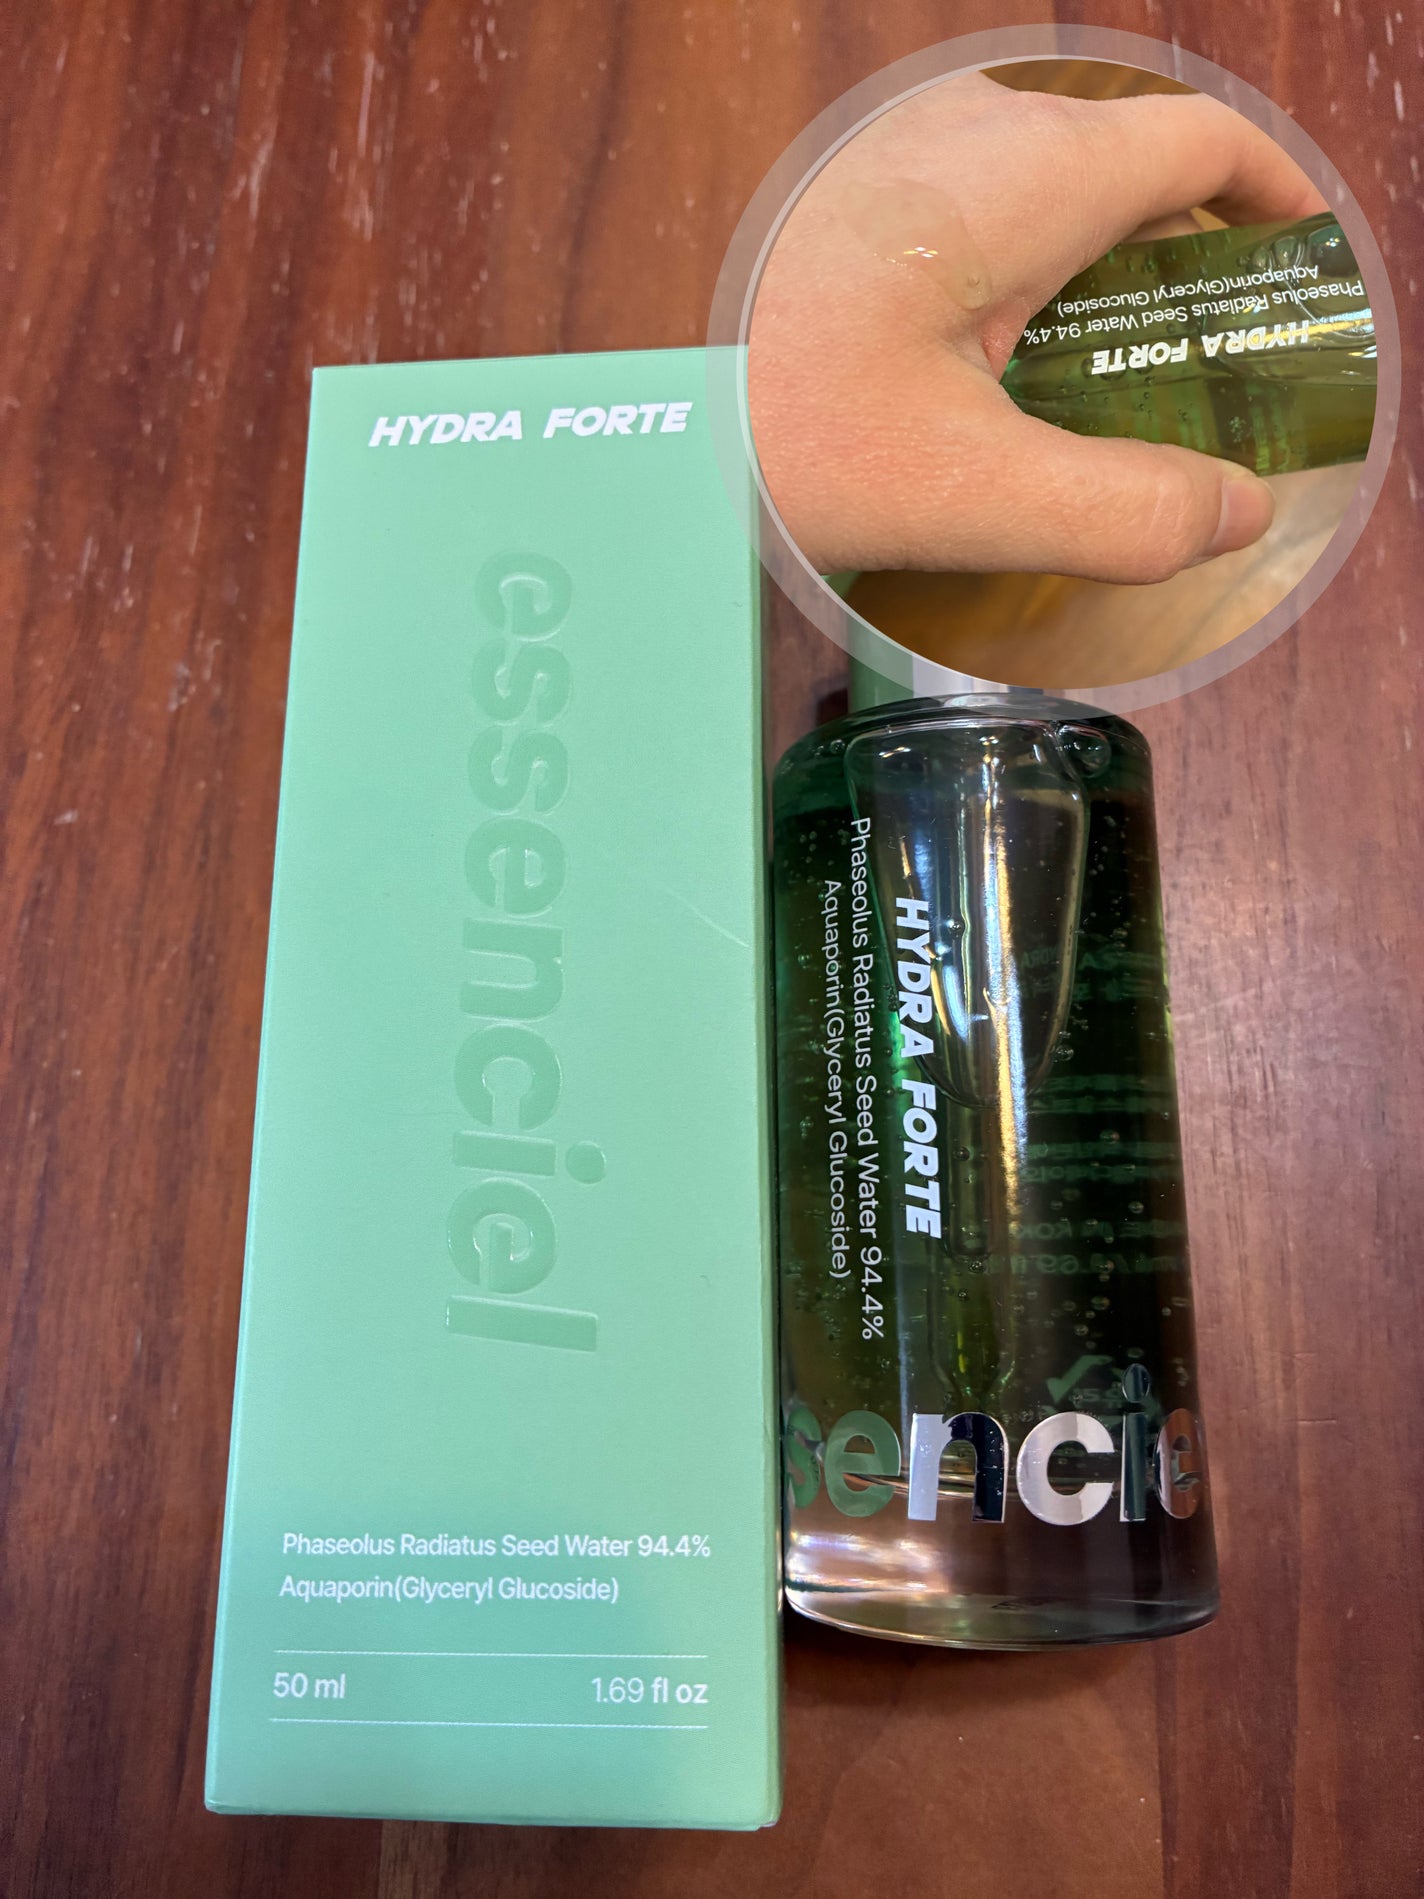 HYDRA FORTE
essenciel
Phaseolus Radiatus Seed Water 94.4%
Aquaporin(Glyceryl Glucoside)
50 ml
1.69 fl oz
HYDRA FORTE
Phaseolus Radiatus Seed Water 94.4%
Aquaporin(Glyceryl Glucoside)
sencie
HYDRA FORTE
Phaseolus Radiatus Seed Water 94.4%
Aquaporin(Glyceryl Glucoside)